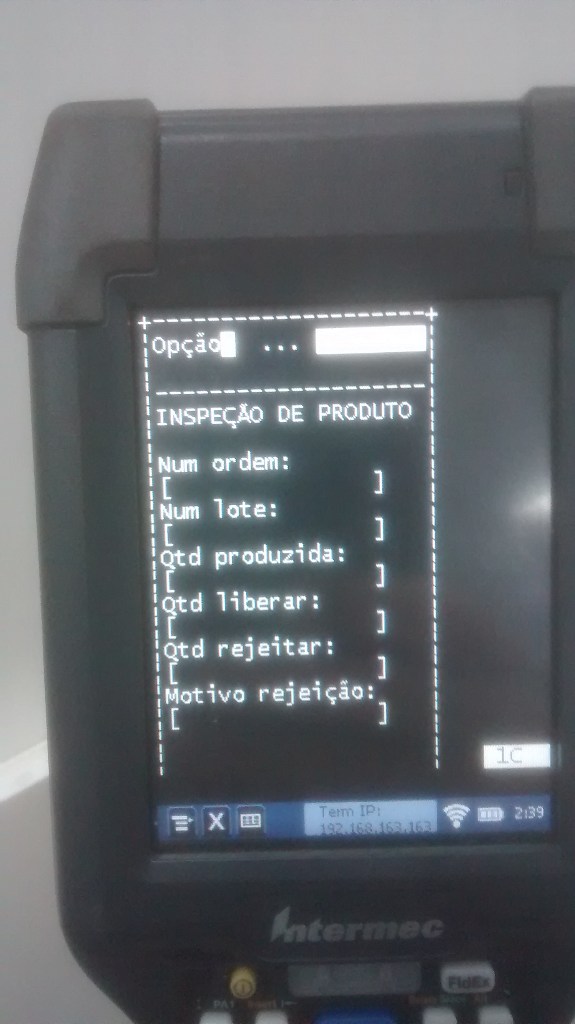 Opção ...
INSPEÇÃO DE PRODUTO
Num ordem:
[ ]
Num lote:
[ ]
Qtd produzida:
[ ]
Qtd liberar:
[ ]
Qtd rejeitar:
[ ]
Motivo rejeição:
[ ]
1C
Term IP:
192.168.163.163
2:39
Intermec
FldEx